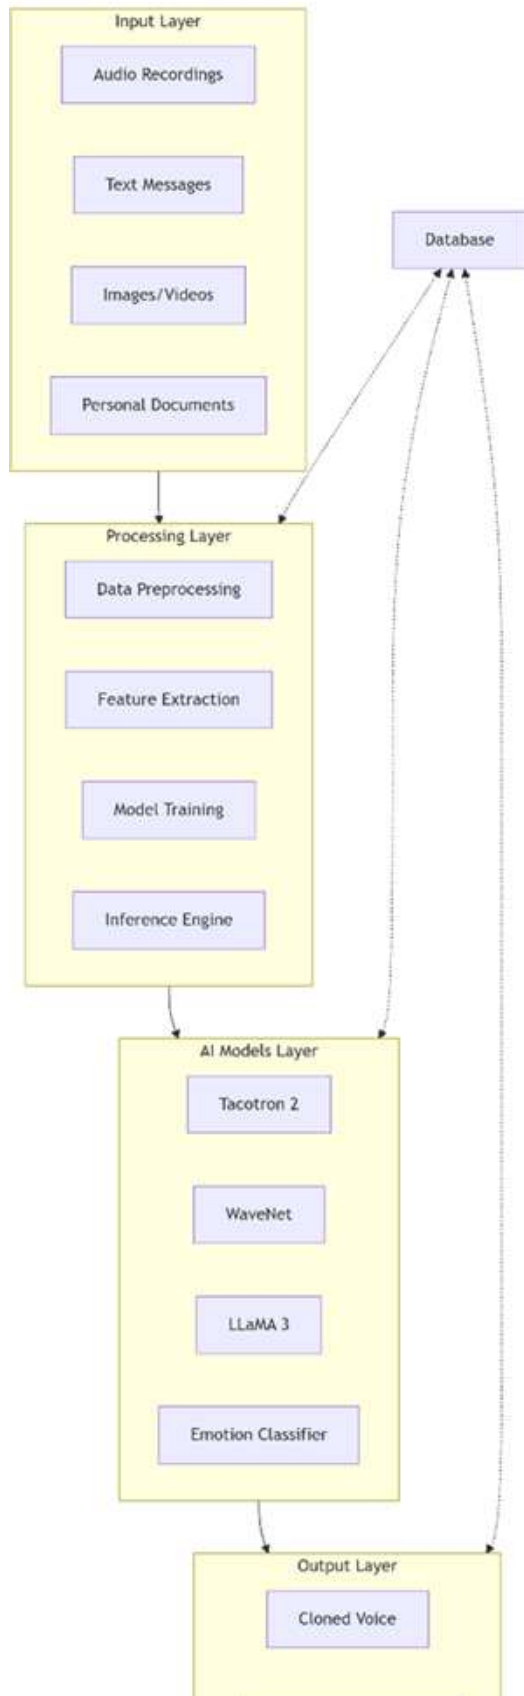 Input Layer
Audio Recordings
Text Messages
Images/Videos
Personal Documents
Database
Processing Layer
Data Preprocessing
Feature Extraction
Model Training
Inference Engine
AI Models Layer
Tacotron 2
WaveNet
LLaMA 3
Emotion Classifier
Output Layer
Cloned Voice